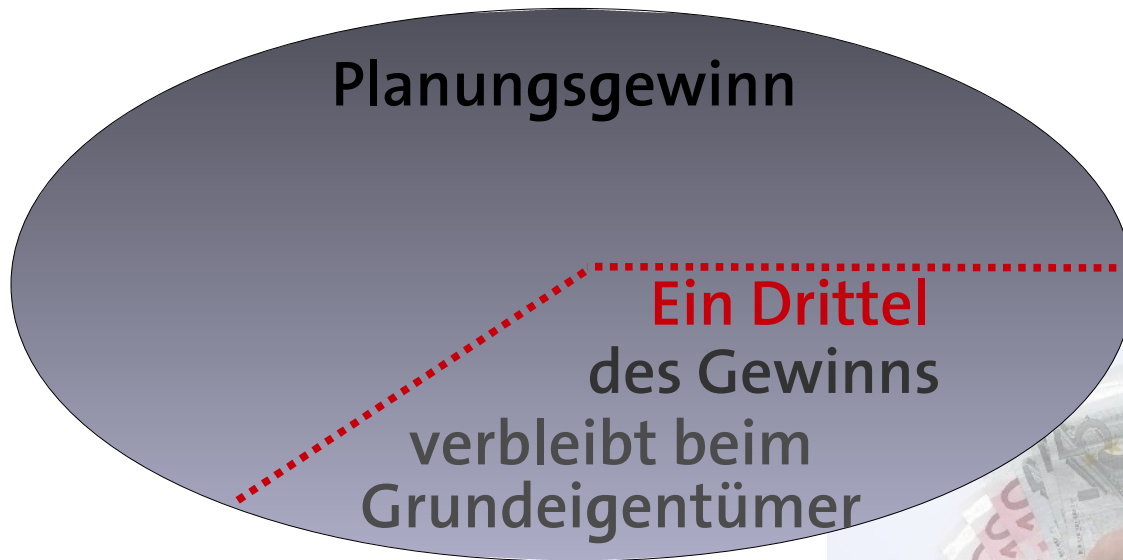 Planungsgewinn
Ein Drittel
des Gewinns
verbleibt beim
Grundeigentümer